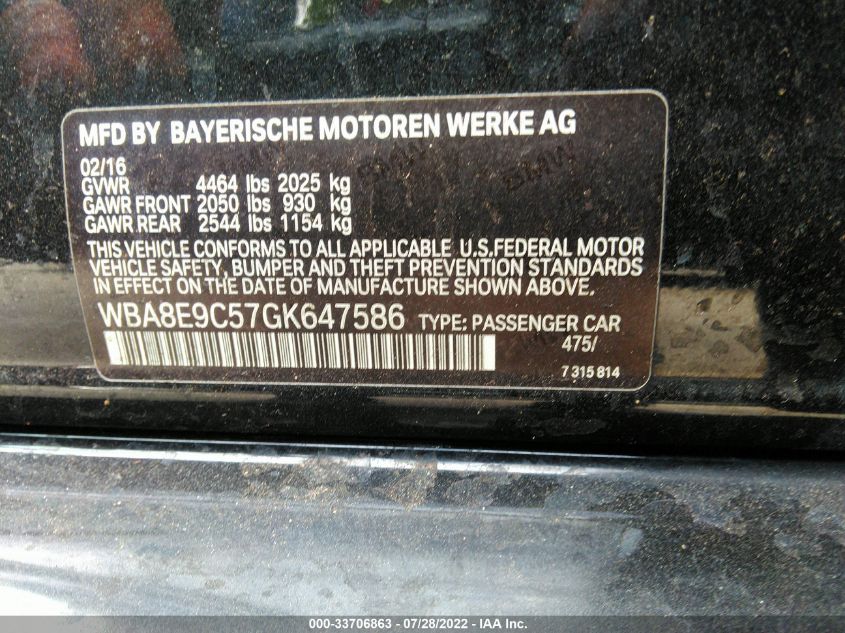 MFD BY BAYERISCHE MOTOREN WERKE AG
02/16
GVWR 4464 lbs 2025 kg
GAWR FRONT 2050 lbs 930 kg
GAWR REAR 2544 lbs 1154 kg
THIS VEHICLE CONFORMS TO ALL APPLICABLE U.S.FEDERAL MOTOR
VEHICLE SAFETY, BUMPER AND THEFT PREVENTION STANDARDS
IN EFFECT ON THE DATE OF MANUFACTURE SHOWN ABOVE.
WBA8E9C57GK647586 TYPE: PASSENGER CAR
475/
7 315 814
000-33706863 - 07/28/2022 - IAA Inc.